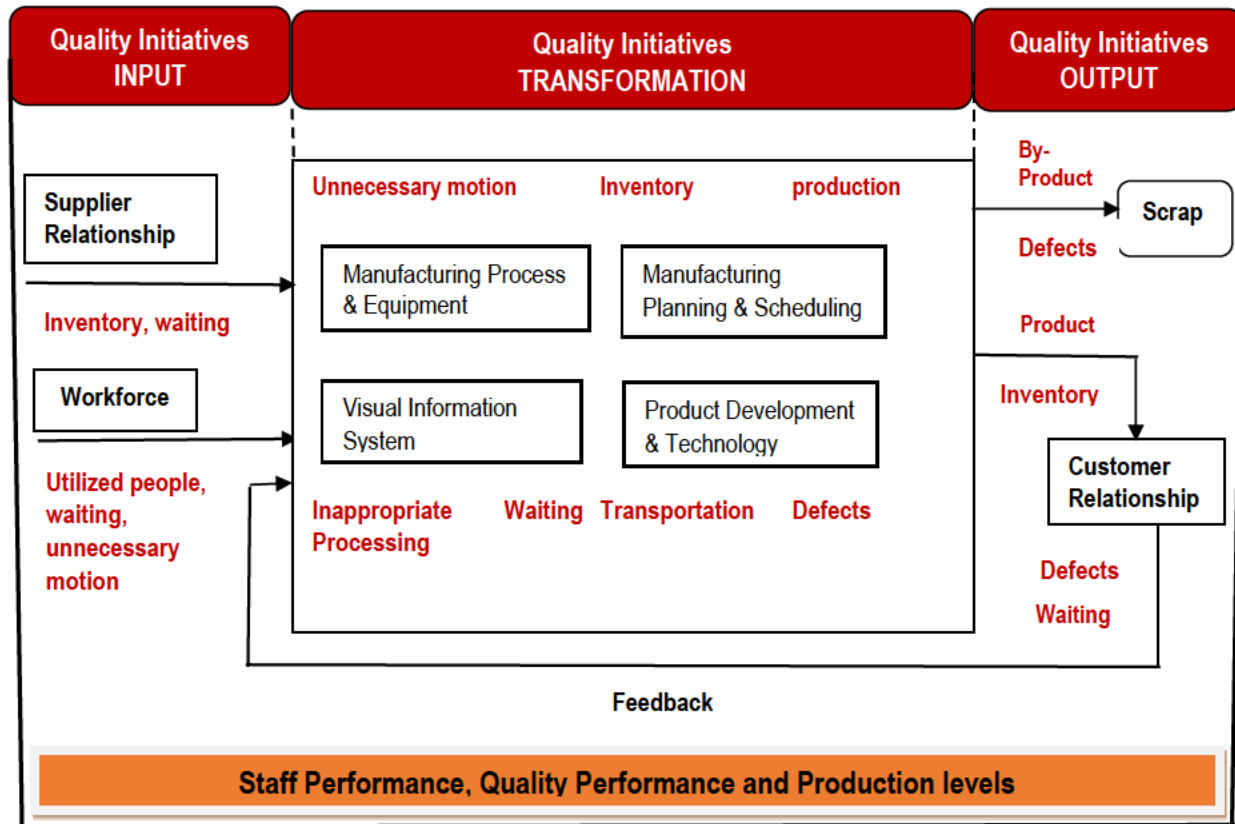 Quality Initiatives
INPUT
Quality Initiatives
TRANSFORMATION
Quality Initiatives
OUTPUT
Supplier
Relationship
Inventory, waiting
Workforce
Utilized people,
waiting,
unnecessary
motion
Unnecessary motion
Inventory
production
Manufacturing Process
& Equipment
Manufacturing
Planning & Scheduling
Visual Information
System
Product Development
& Technology
Inappropriate
Processing
Waiting
Transportation
Defects
By-
Product
Scrap
Defects
Product
Inventory
Customer
Relationship
Defects
Waiting
Feedback
Staff Performance, Quality Performance and Production levels